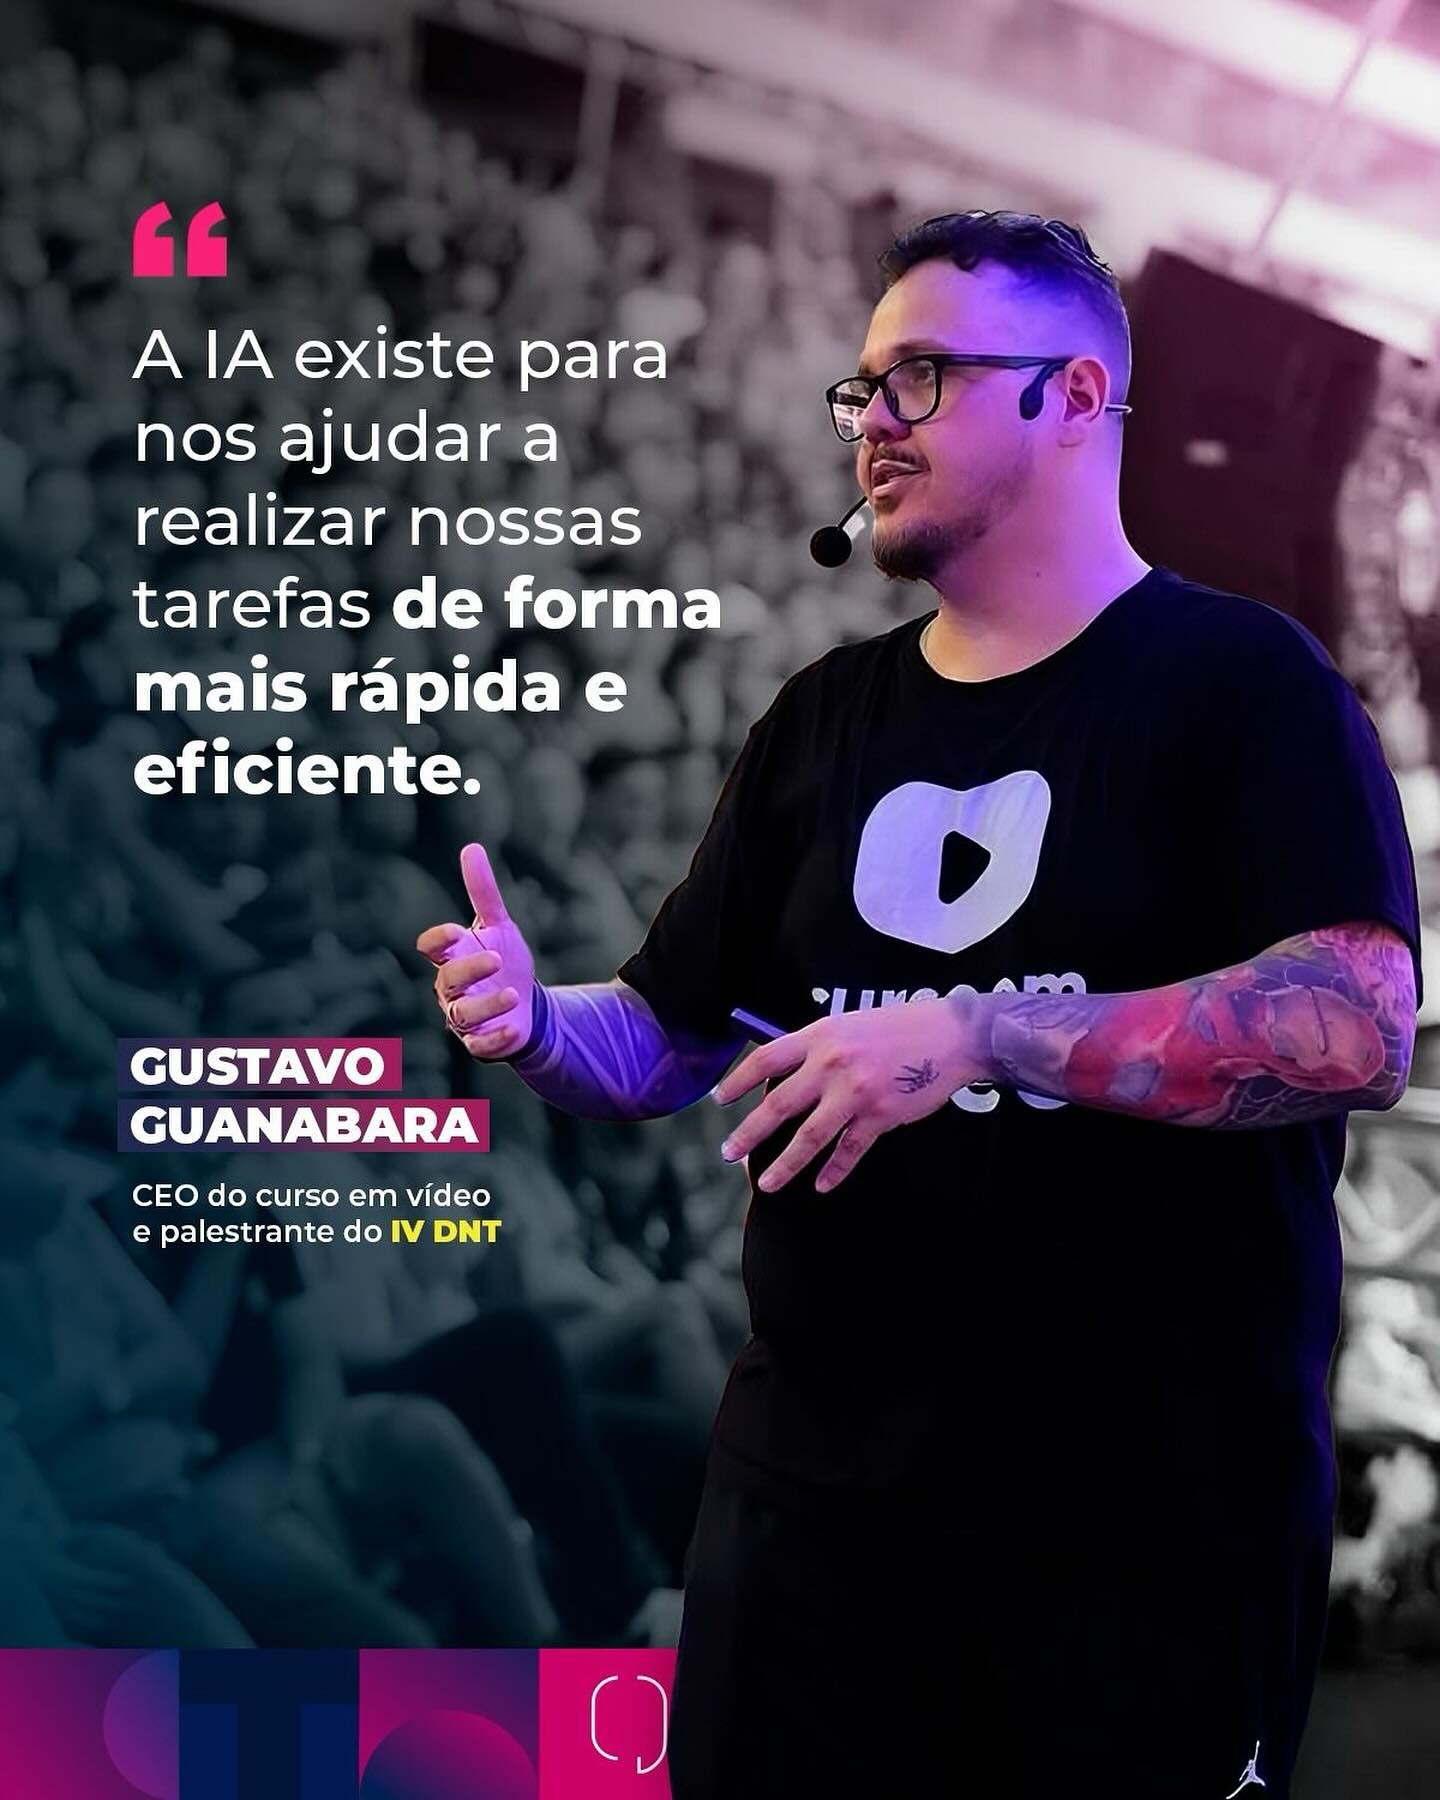 A IA existe para
nos ajudar a
realizar nossas
tarefas de forma
mais rápida e
eficiente.
GUSTAVO
GUANABARA
CEO do curso em vídeo
e palestrante do IV DNT